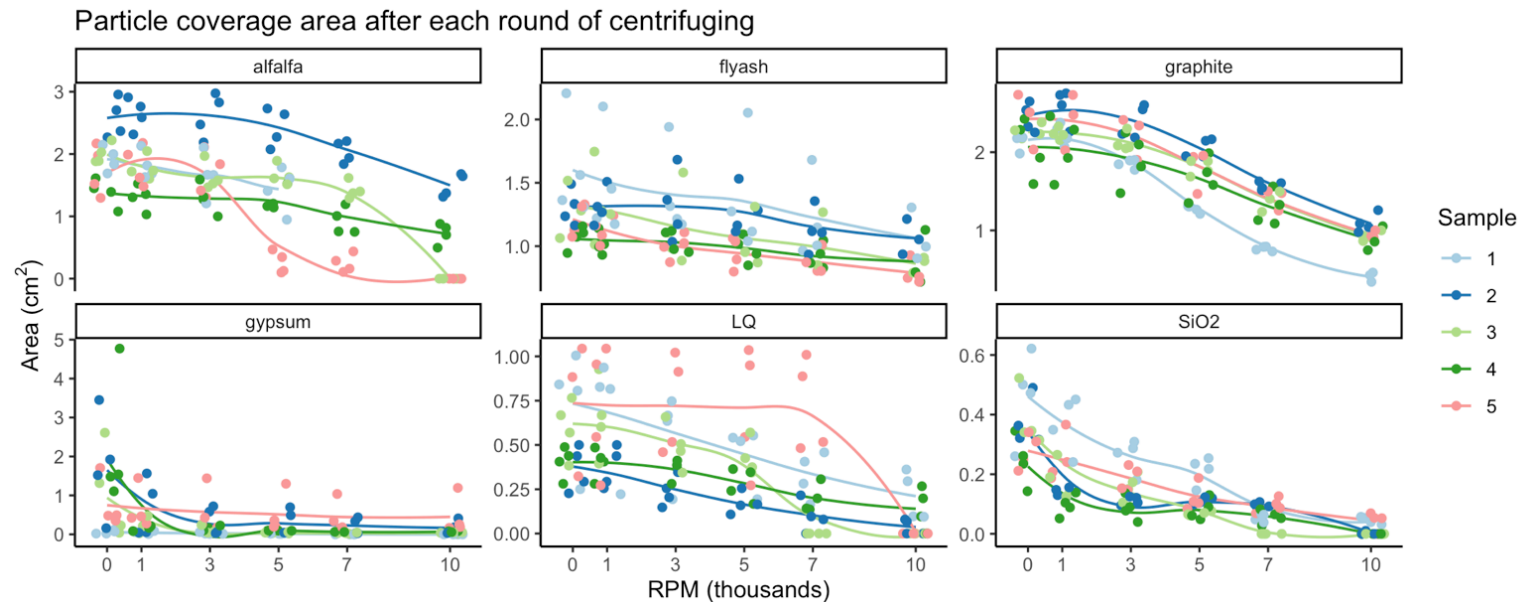 Particle coverage area after each round of centrifuging
alfalfa
flyash
graphite
3
2
1
0
2.0
1.5
1.0
2
1
gypsum
LQ
SiO2
5
4
3
2
1
0
1.00
0.75
0.50
0.25
0.00
0.6
0.4
0.2
0.0
0 1 3 5 7 10
0 1 3 5 7 10
0 1 3 5 7 10
Area (cm²)
RPM (thousands)
Sample
1
2
3
4
5